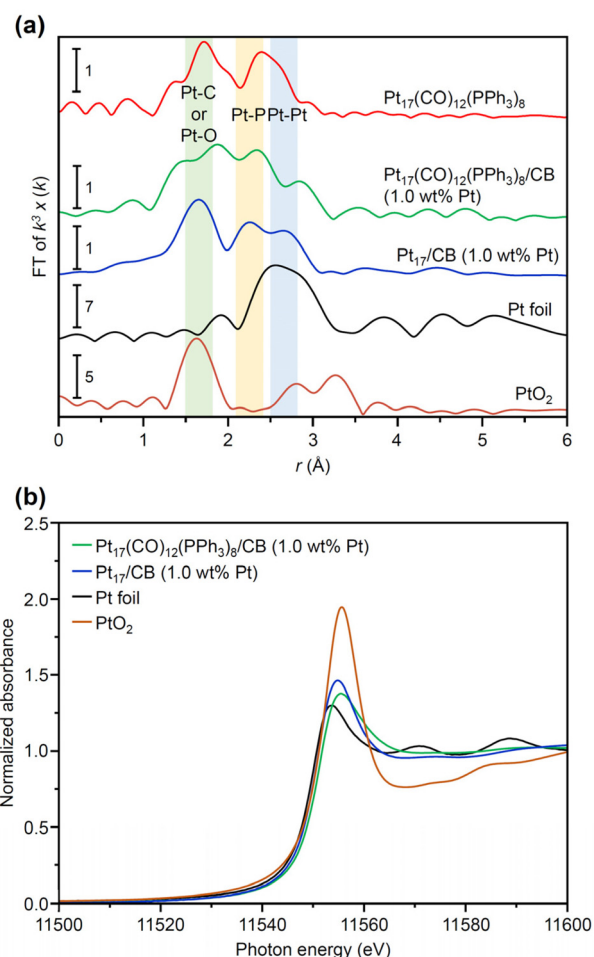 (a)
FT of k³ x (k)
1
Pt-C
or
Pt-O
Pt-P
Pt-Pt
Pt₁₇(CO)₁₂(PPh₃)₈
1
Pt₁₇(CO)₁₂(PPh₃)₈/CB
(1.0 wt% Pt)
1
Pt₁₇/CB (1.0 wt% Pt)
7
Pt foil
5
PtO₂
0 1 2 3 4 5 6
r (Å)
(b)
Normalized absorbance
2.5
2.0
1.5
1.0
0.5
0.0
Pt₁₇(CO)₁₂(PPh₃)₈/CB (1.0 wt% Pt)
Pt₁₇/CB (1.0 wt% Pt)
Pt foil
PtO₂
11500 11520 11540 11560 11580 11600
Photon energy (eV)